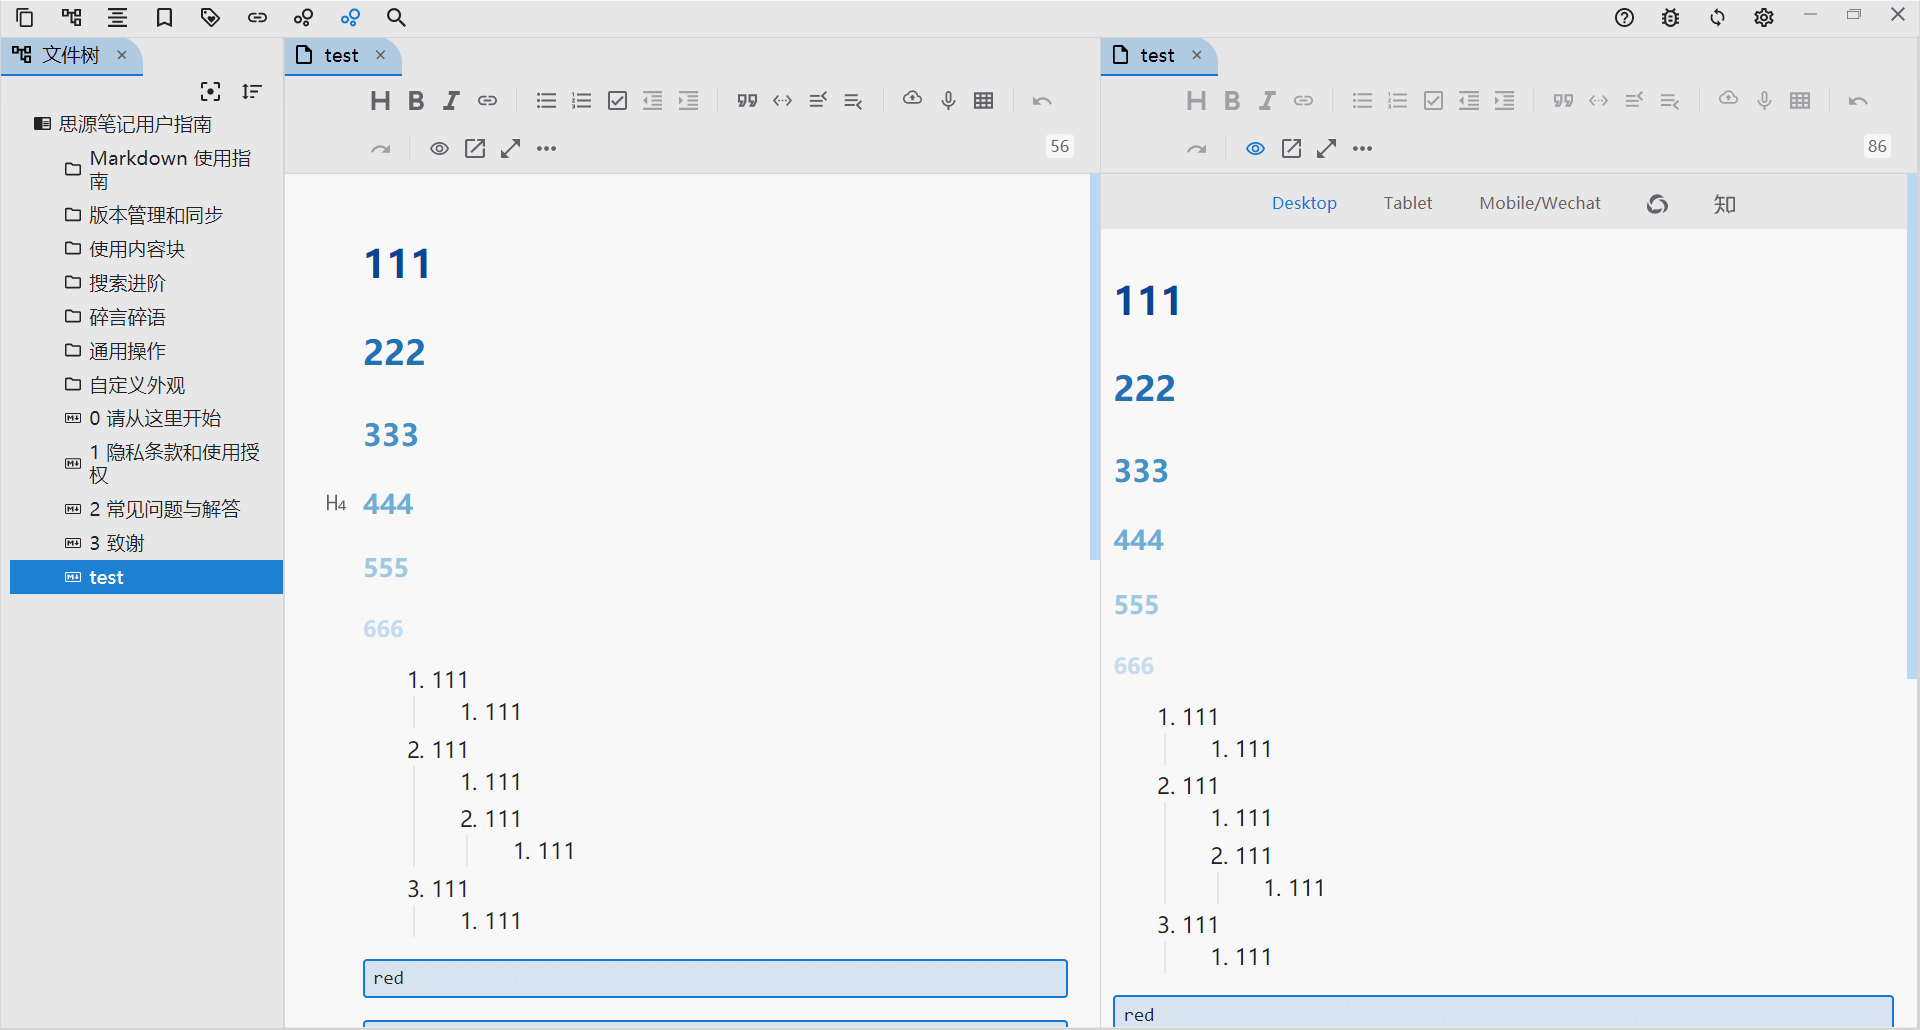 文件树
思源笔记用户指南
Markdown 使用指
南
版本管理和同步
使用内容块
搜索进阶
碎言碎语
通用操作
自定义外观
0 请从这里开始
1 隐私条款和使用授
权
2 常见问题与解答
3 致谢
test
test
H B I
56
111
222
333
H4 444
555
666
1. 111
1. 111
2. 111
1. 111
2. 111
1. 111
3. 111
1. 111
red
test
H B I
86
Desktop Tablet Mobile/Wechat 知
111
222
333
444
555
666
1. 111
1. 111
2. 111
1. 111
2. 111
1. 111
3. 111
1. 111
red